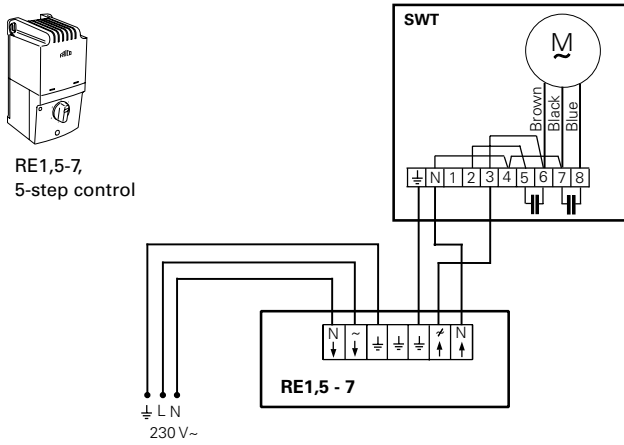 SWT
M
~
Brown
Black
Blue
RE1,5-7,
5-step control
N 1 2 3 4 5 6 7 8
N ~ N
RE1,5 - 7
L N
230 V~